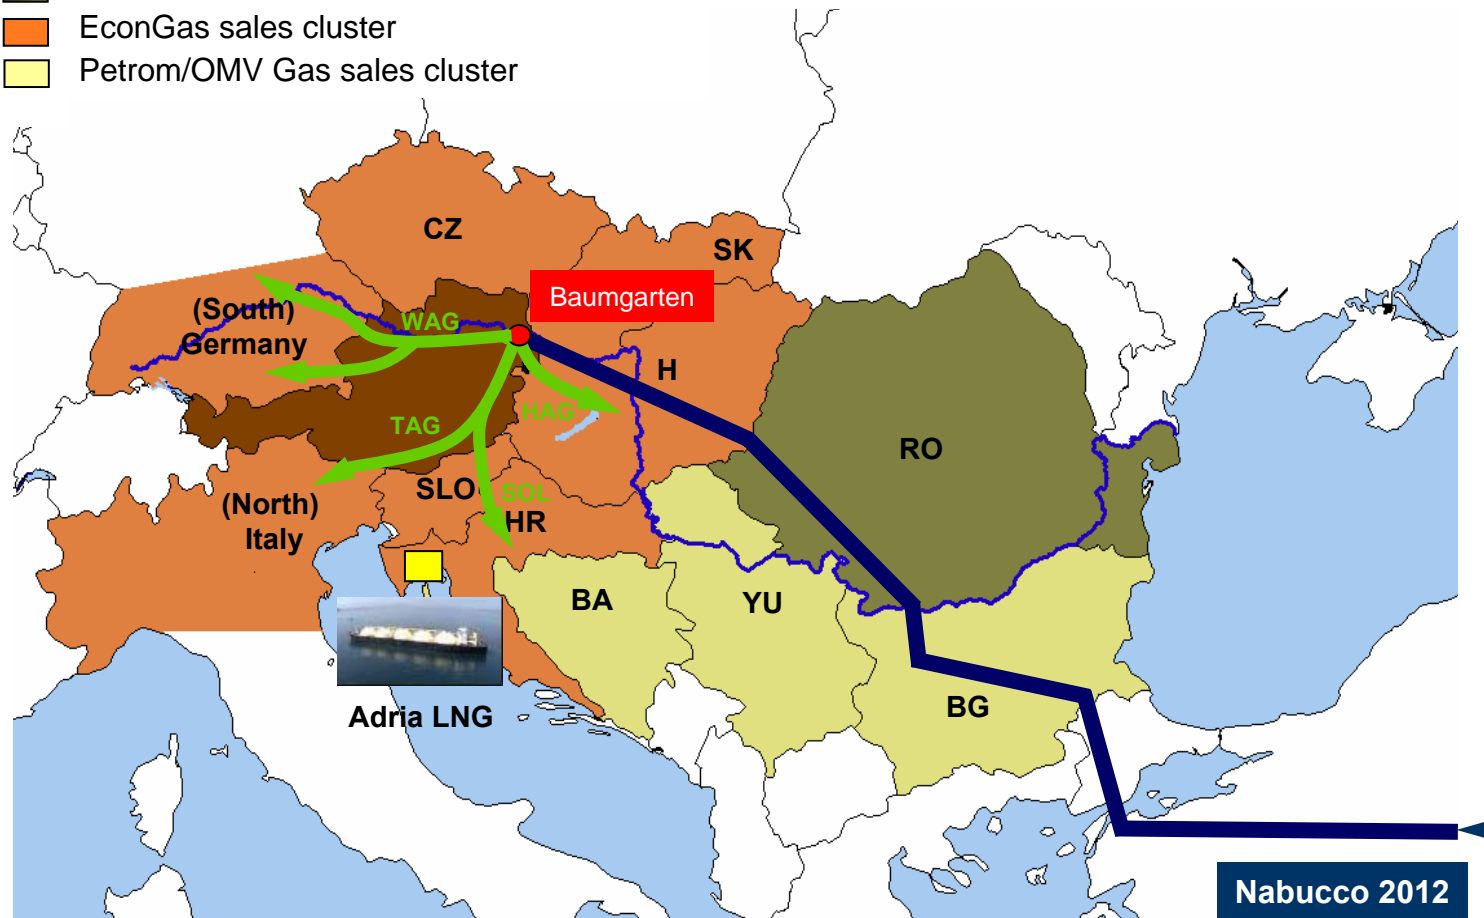 EconGas sales cluster
Petrom/OMV Gas sales cluster
CZ
SK
Baumgarten
(South)
Germany
WAG
H
HAG
TAG
RO
SLO
SOL
(North)
Italy
HR
BA
YU
BG
Adria LNG
Nabucco 2012